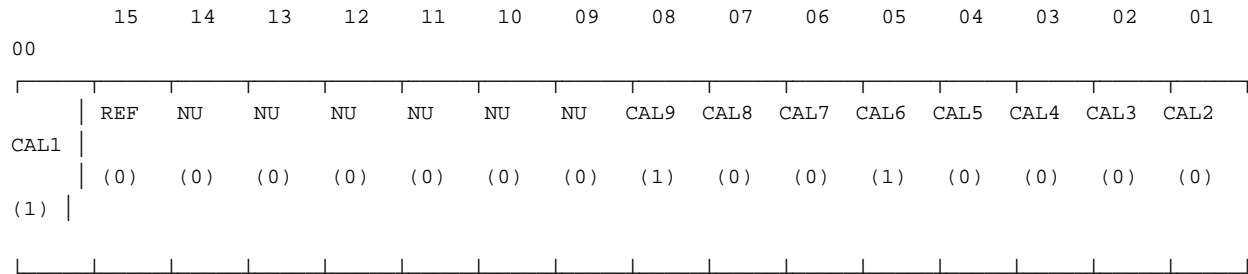 15 14 13 12 11 10 09 08 07 06 05 04 03 02 01
00
REF NU NU NU NU NU NU CAL9 CAL8 CAL7 CAL6 CAL5 CAL4 CAL3 CAL2
CAL1
(0) (0) (0) (0) (0) (0) (0) (1) (0) (0) (1) (0) (0) (0) (0)
(1)